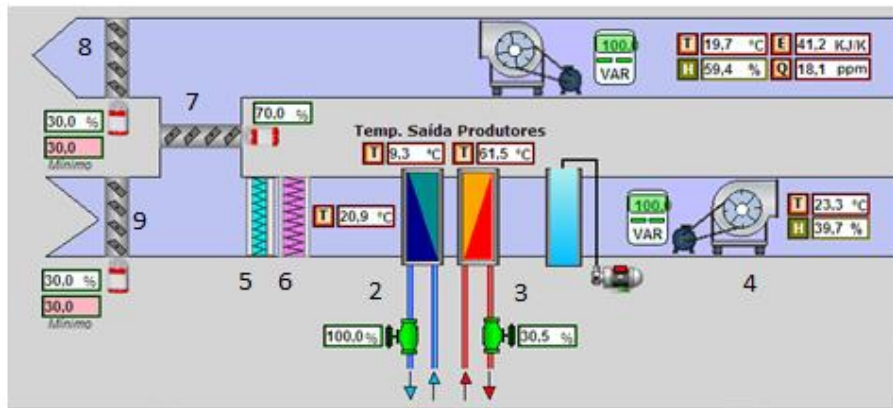 8
7
100,
VAR
T 19,7 °C
E 41,2 KJ/K
H 59,4 %
Q 18,1 ppm
30,0 %
30,0
Mínimo
70,0 %
Temp. Saída Produtores
T 9,3 °C
T 61,5 °C
9
T 20,9 °C
100,
VAR
T 23,3 °C
H 39,7 %
30,0 %
30,0
Mínimo
5
6
2
3
4
100,0 %
30,5 %